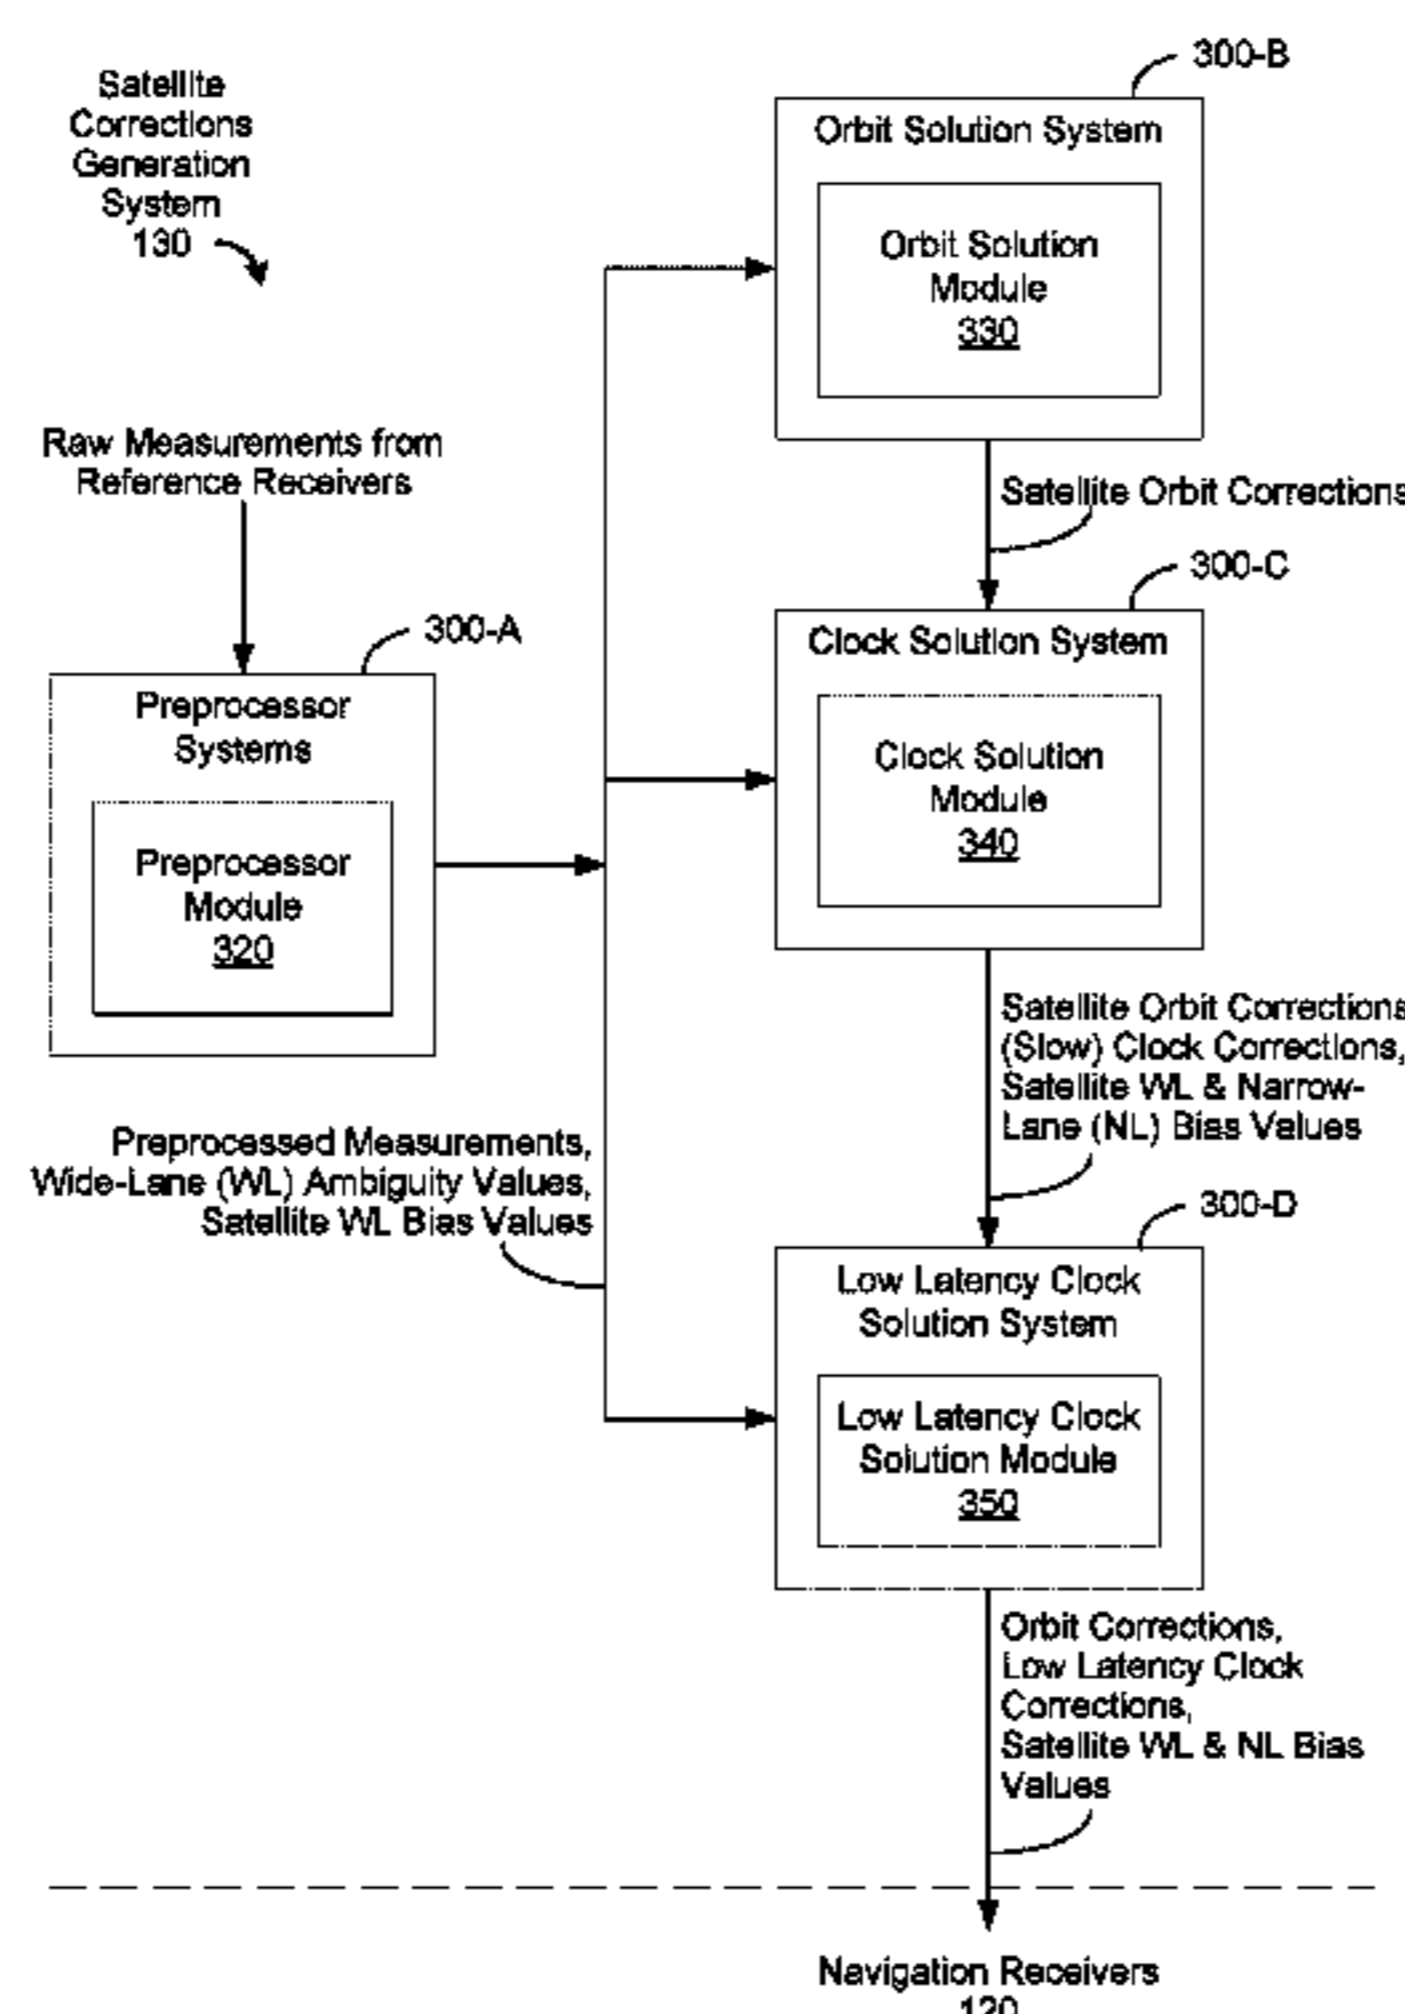 Satellite
Corrections
Generation
System
130
300-B
Orbit Solution System
Orbit Solution
Module
330
Raw Measurements from
Reference Receivers
Satellite Orbit Corrections
300-C
300-A
Clock Solution System
Clock Solution
Module
340
Preprocessor
Systems
Preprocessor
Module
320
Satellite Orbit Corrections
(Slow) Clock Corrections,
Satellite WL & Narrow-
Lane (NL) Bias Values
Preprocessed Measurements,
Wide-Lane (WL) Ambiguity Values,
Satellite WL Bias Values
300-D
Low Latency Clock
Solution System
Low Latency Clock
Solution Module
350
Orbit Corrections,
Low Latency Clock
Corrections,
Satellite WL & NL Bias
Values
Navigation Receivers
120